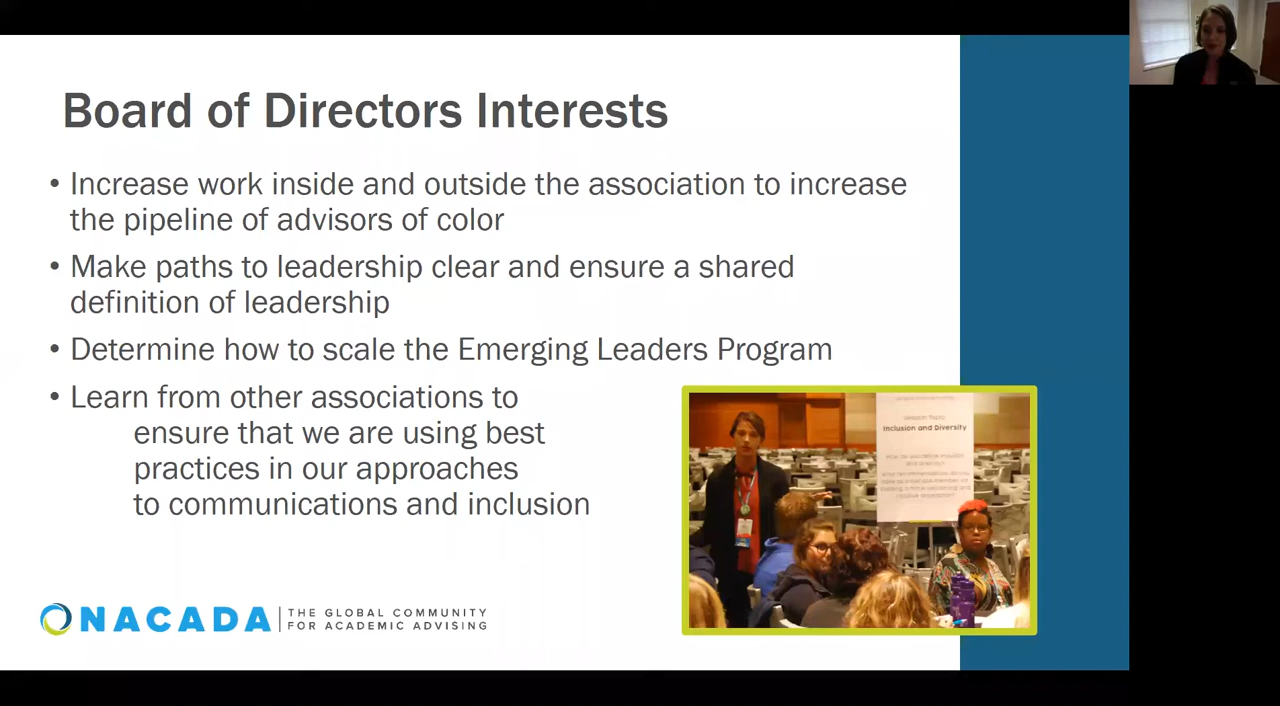 Board of Directors Interests
• Increase work inside and outside the association to increase
the pipeline of advisors of color
• Make paths to leadership clear and ensure a shared
definition of leadership
• Determine how to scale the Emerging Leaders Program
• Learn from other associations to
ensure that we are using best
practices in our approaches
to communications and inclusion
Inclusion and Diversity
NACADA
THE GLOBAL COMMUNITY
FOR ACADEMIC ADVISING